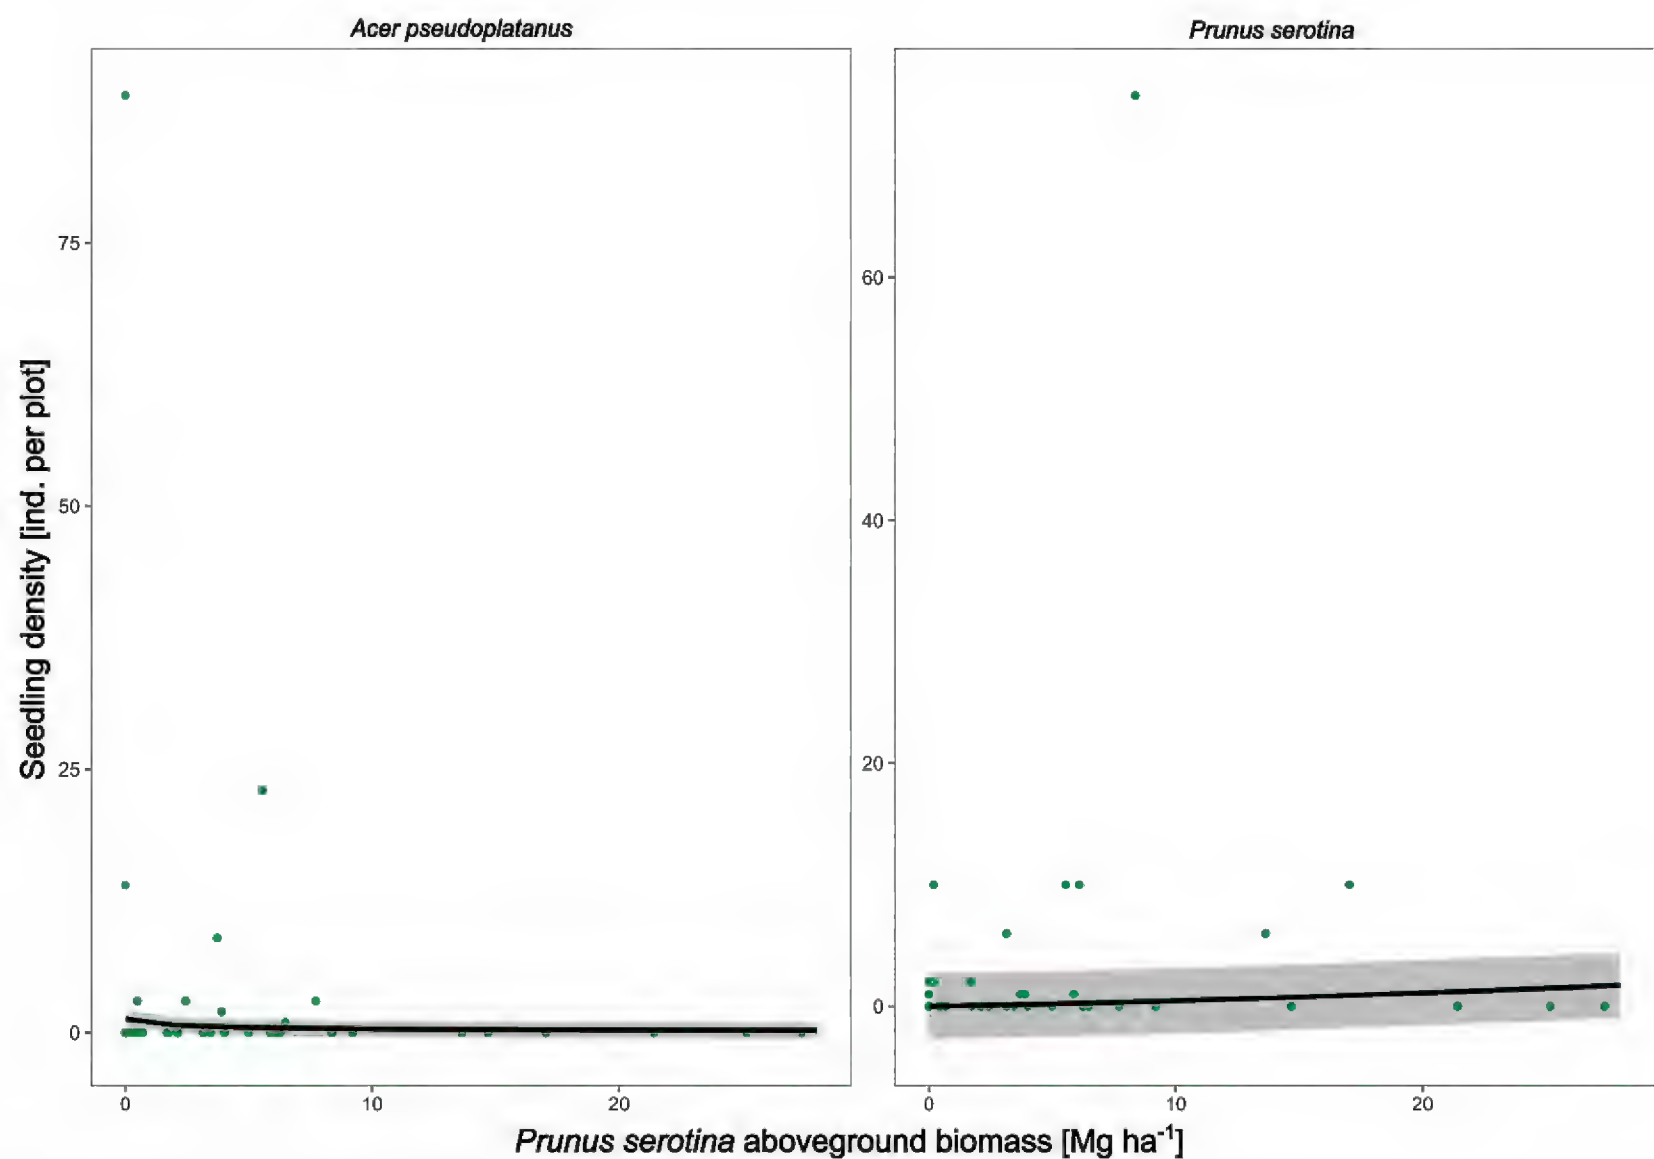 Acer pseudoplatanus
Prunus serotina
Seedling density [ind. per plot]
75
50
25
0
60
40
20
0
0 10 20
0 10 20
Prunus serotina aboveground biomass [Mg ha⁻¹]